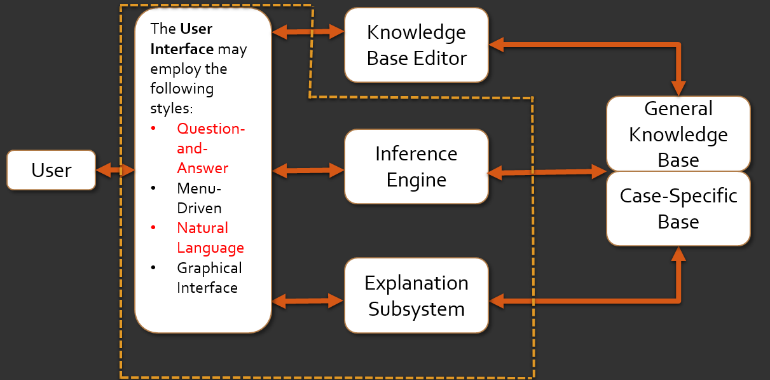 User
The User
Interface may
employ the
following
styles:
• Question-
and-
Answer
• Menu-
Driven
• Natural
Language
• Graphical
Interface
Knowledge
Base Editor
Inference
Engine
Explanation
Subsystem
General
Knowledge
Base
Case-Specific
Base